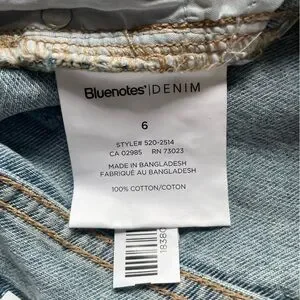 Bluenotes' | DENIM
6
STYLE# 520-2514
CA 02985 RN 73023
MADE IN BANGLADESH
FABRIQUÉ AU BANGLADESH
100% COTTON/COTON